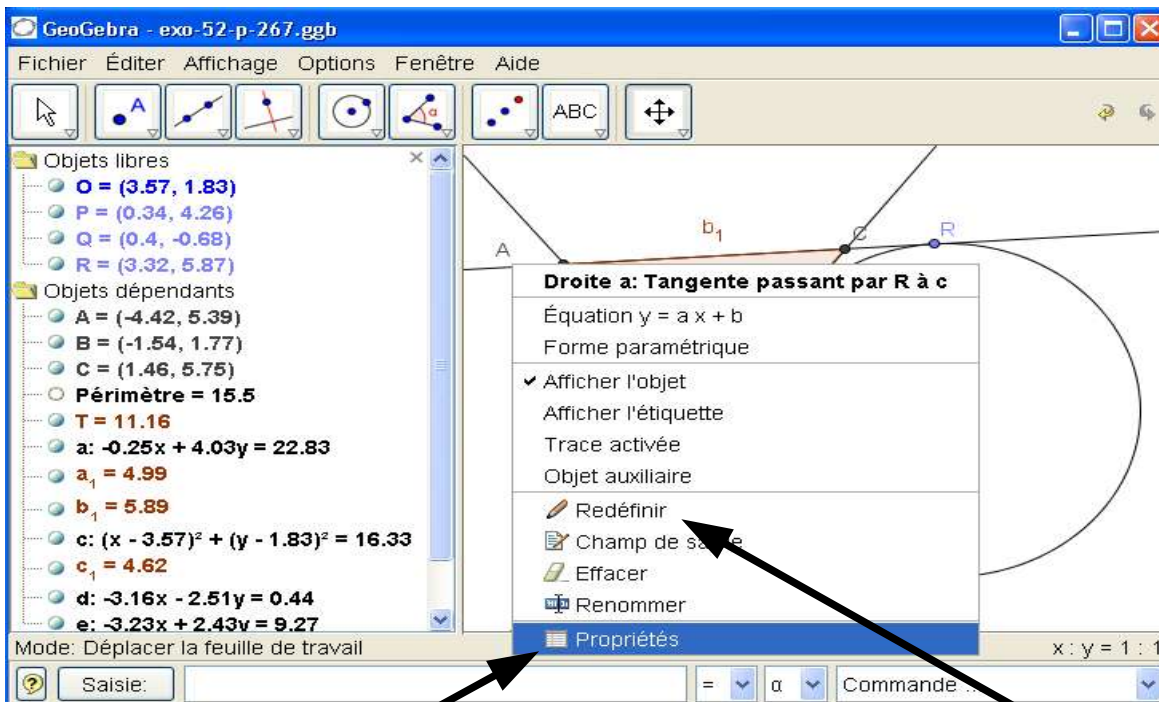 GeoGebra - exo-52-p-267.ggb
Fichier Éditer Affichage Options Fenêtre Aide
A α ABC
Objets libres
O = (3.57, 1.83)
P = (0.34, 4.26)
Q = (0.4, -0.68)
R = (3.32, 5.87)
Objets dépendants
A = (-4.42, 5.39)
B = (-1.54, 1.77)
C = (1.46, 5.75)
Périmètre = 15.5
T = 11.16
a: -0.25x + 4.03y = 22.83
a₁ = 4.99
b₁ = 5.89
c: (x - 3.57)² + (y - 1.83)² = 16.33
c₁ = 4.62
d: -3.16x - 2.51y = 0.44
e: -3.23x + 2.43y = 9.27
A b₁ C R
Droite a: Tangente passant par R à c
Équation y = a x + b
Forme paramétrique
Afficher l'objet
Afficher l'étiquette
Trace activée
Objet auxiliaire
Redéfinir
Champ de
Effacer
Renommer
Propriétés
Mode: Déplacer la feuille de travail x : y = 1 : 1
? Saisie: = α Commande ...